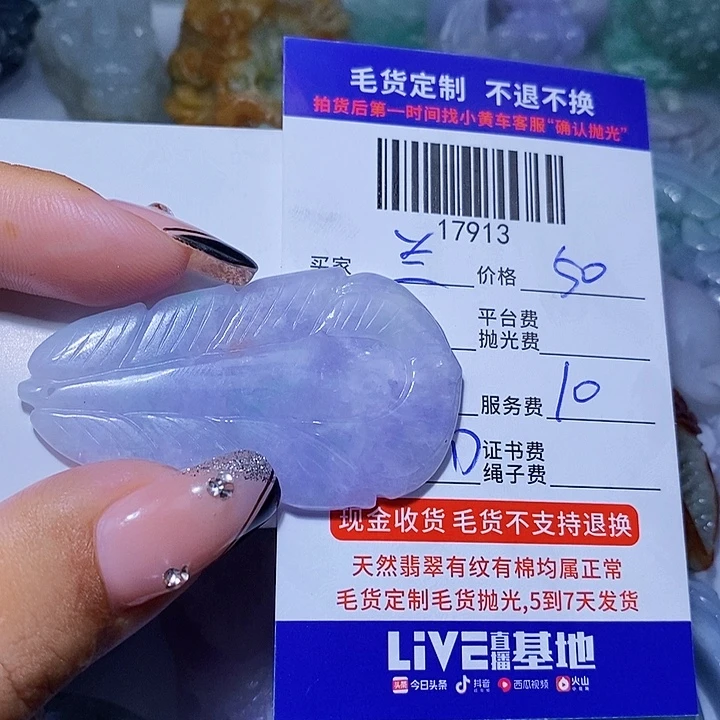 毛货定制 不退不换
拍货后第一时间找小黄车客服“确认抛光”
17913
买家 价格
平台费
抛光费
服务费 10
证书费
绳子费
现金收货 毛货不支持退换
天然翡翠有纹有棉均属正常
毛货定制毛货抛光,5到7天发货
LiVE直播基地
头条 今日头条 抖音 西瓜视频 火山